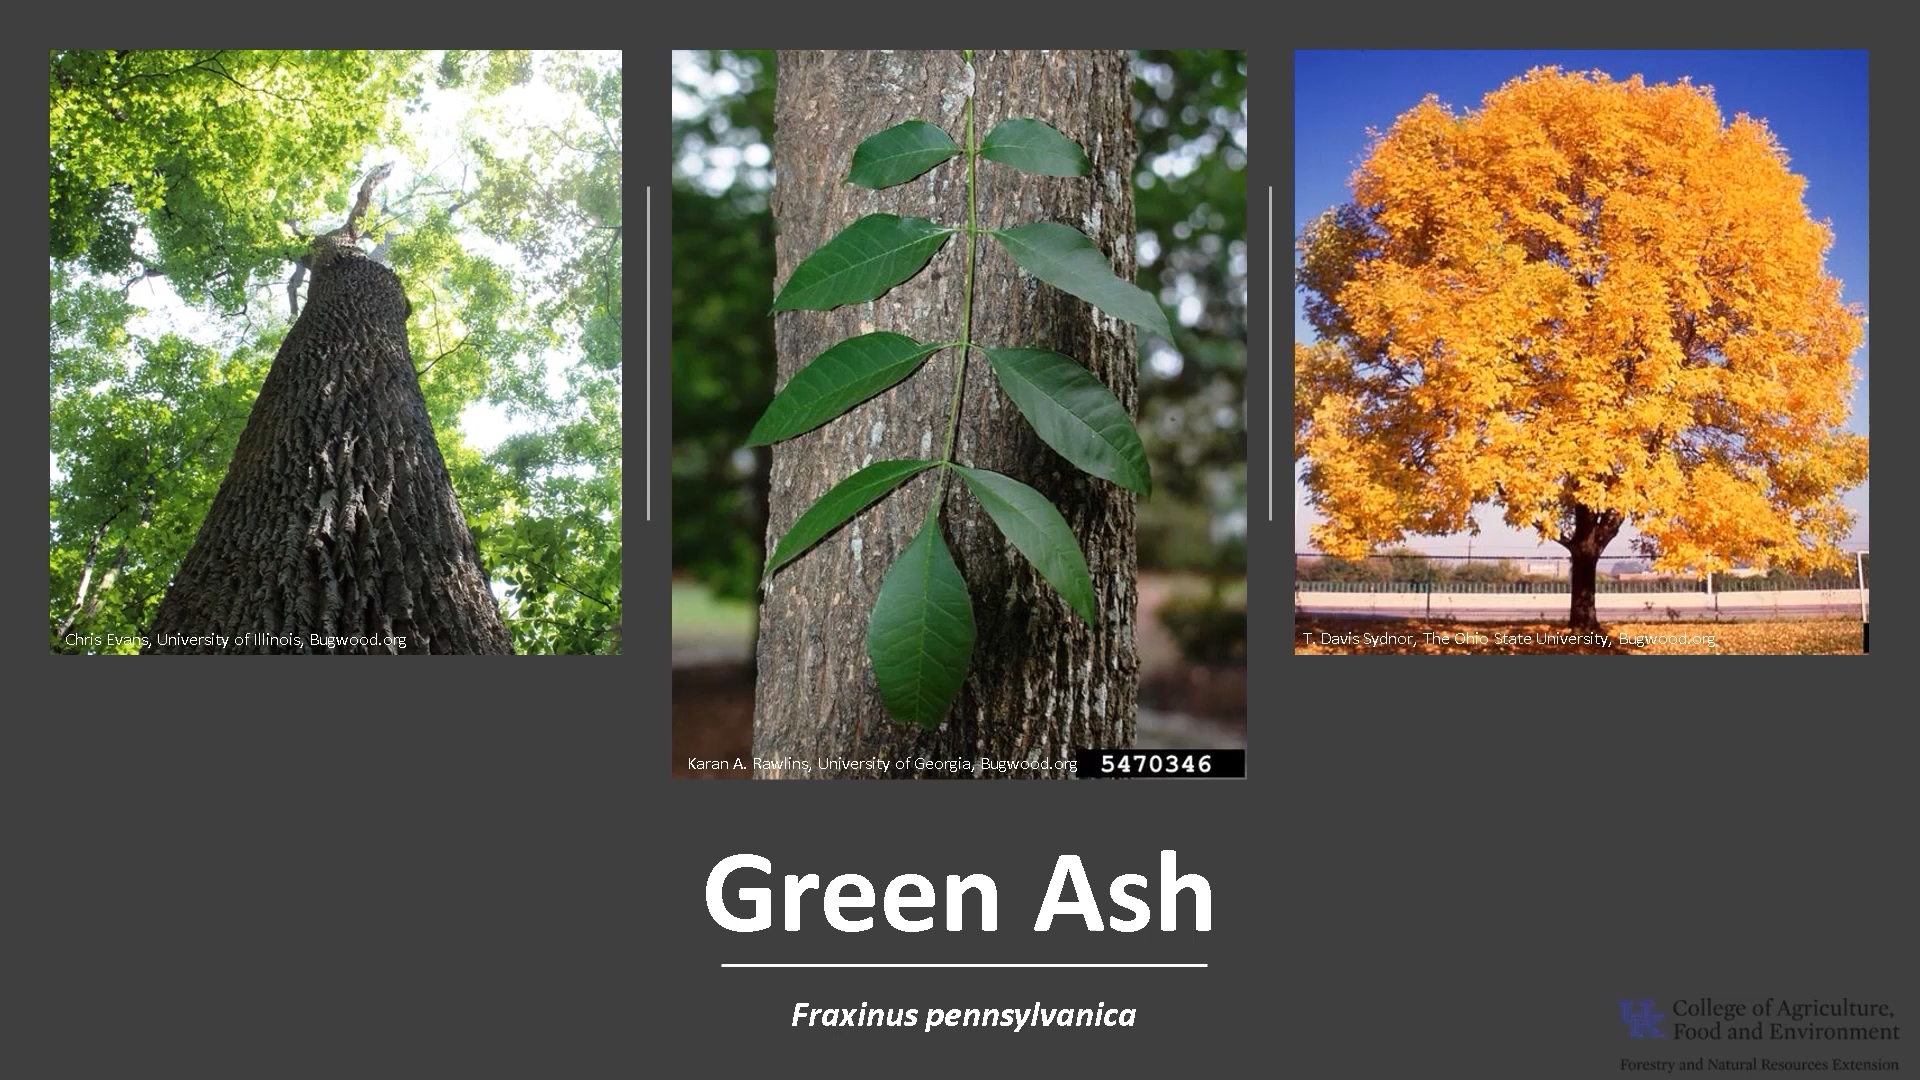 Chris Evans, University of Illinois, Bugwood.org
Karan A. Rawlins, University of Georgia, Bugwood.org
5470346
T. Davis Sydnor, The Ohio State University, Bugwood.org
Green Ash
Fraxinus pennsylvanica
UK College of Agriculture,
Food and Environment
Forestry and Natural Resources Extension